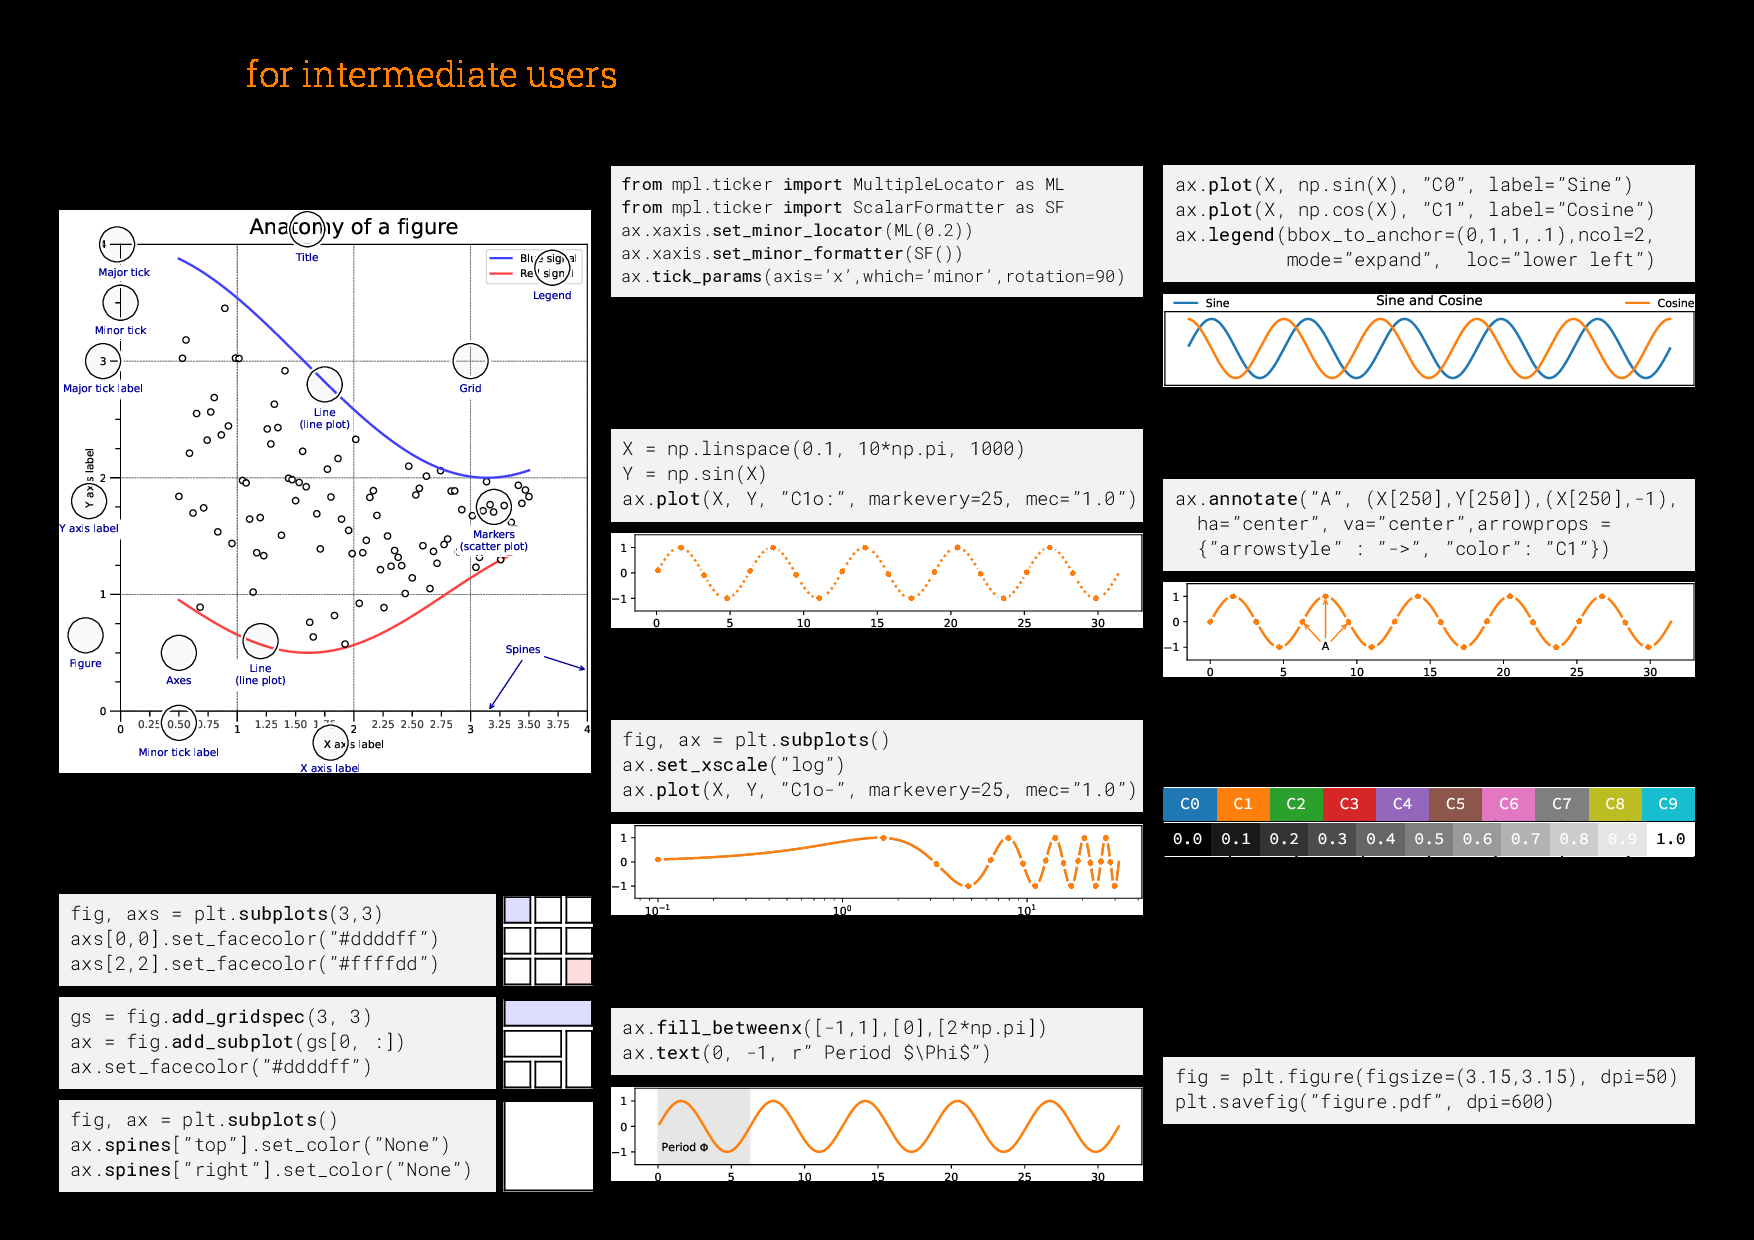 for intermediate users
Anatomy of a figure
Blue signal
Red signal
Legend
Title
4
Major tick
Minor tick
3
Major tick label
Grid
Line
(line plot)
Y axis label
2
Y axis label
Markers
(scatter plot)
1
Figure
Axes
Line
(line plot)
Spines
0
0 0.25 0.50 0.75 1 1.25 1.50 1.75 2 2.25 2.50 2.75 3 3.25 3.50 3.75 4
Minor tick label
X axis label
X axis label
fig, axs = plt.subplots(3,3)
axs[0,0].set_facecolor("#ddddff")
axs[2,2].set_facecolor("#ffffdd")
gs = fig.add_gridspec(3, 3)
ax = fig.add_subplot(gs[0, :])
ax.set_facecolor("#ddddff")
fig, ax = plt.subplots()
ax.spines["top"].set_color("None")
ax.spines["right"].set_color("None")
from mpl.ticker import MultipleLocator as ML
from mpl.ticker import ScalarFormatter as SF
ax.xaxis.set_minor_locator(ML(0.2))
ax.xaxis.set_minor_formatter(SF())
ax.tick_params(axis='x',which='minor',rotation=90)
X = np.linspace(0.1, 10*np.pi, 1000)
Y = np.sin(X)
ax.plot(X, Y, "C1o:", markevery=25, mec="1.0")
1
0
−1
0 5 10 15 20 25 30
fig, ax = plt.subplots()
ax.set_xscale("log")
ax.plot(X, Y, "C1o-", markevery=25, mec="1.0")
1
0
−1
10⁻¹ 10⁰ 10¹
ax.fill_betweenx([-1,1],[0],[2*np.pi])
ax.text(0, -1, r" Period $\Phi$")
1
0
−1
Period Φ
0 5 10 15 20 25 30
ax.plot(X, np.sin(X), "C0", label="Sine")
ax.plot(X, np.cos(X), "C1", label="Cosine")
ax.legend(bbox_to_anchor=(0,1,1,.1),ncol=2,
mode="expand", loc="lower left")
Sine Sine and Cosine Cosine
ax.annotate("A", (X[250],Y[250]),(X[250],-1),
ha="center", va="center",arrowprops =
{"arrowstyle" : "->", "color": "C1"})
1
0
−1
A
0 5 10 15 20 25 30
C0 C1 C2 C3 C4 C5 C6 C7 C8 C9
0.0 0.1 0.2 0.3 0.4 0.5 0.6 0.7 0.8 0.9 1.0
fig = plt.figure(figsize=(3.15,3.15), dpi=50)
plt.savefig("figure.pdf", dpi=600)